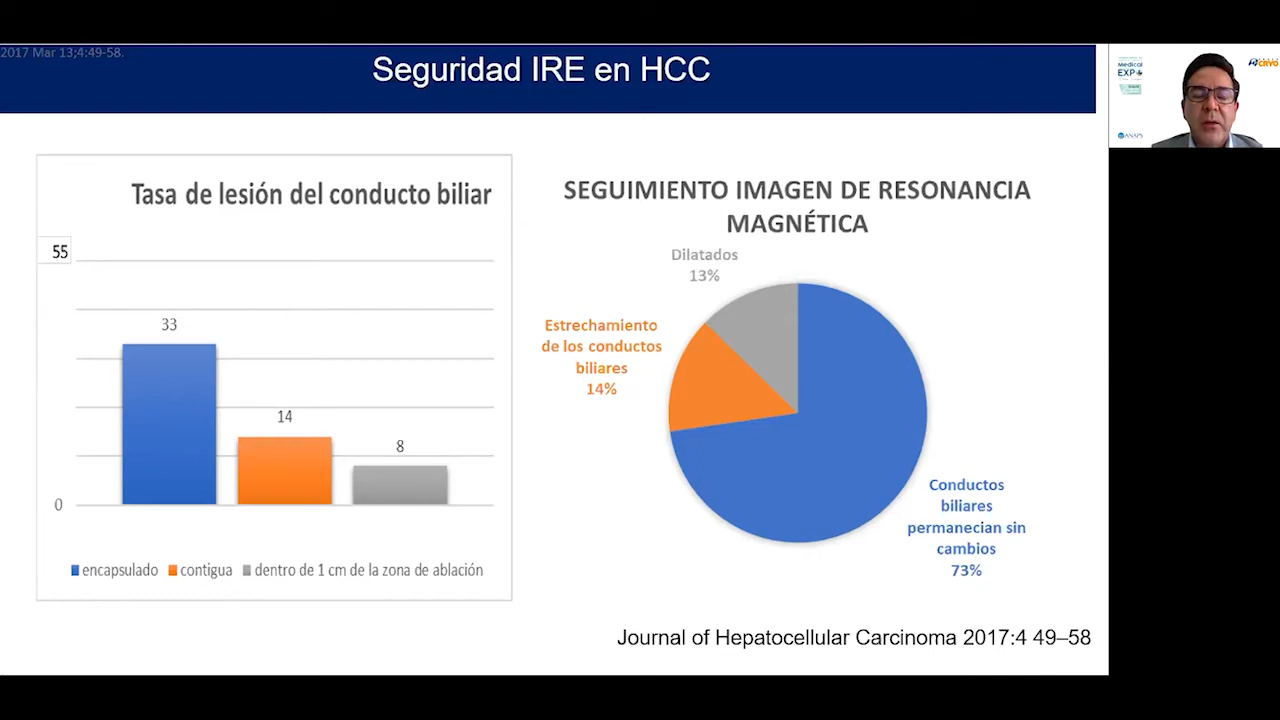 2017 Mar 13;4:49-58.
Seguridad IRE en HCC
Tasa de lesión del conducto biliar
55
33
14
8
0
encapsulado
contigua
dentro de 1 cm de la zona de ablación
SEGUIMIENTO IMAGEN DE RESONANCIA
MAGNÉTICA
Dilatados
13%
Estrechamiento
de los conductos
biliares
14%
Conductos
biliares
permanecian sin
cambios
73%
Journal of Hepatocellular Carcinoma 2017:4 49–58
Medical
EXPO
CRYO